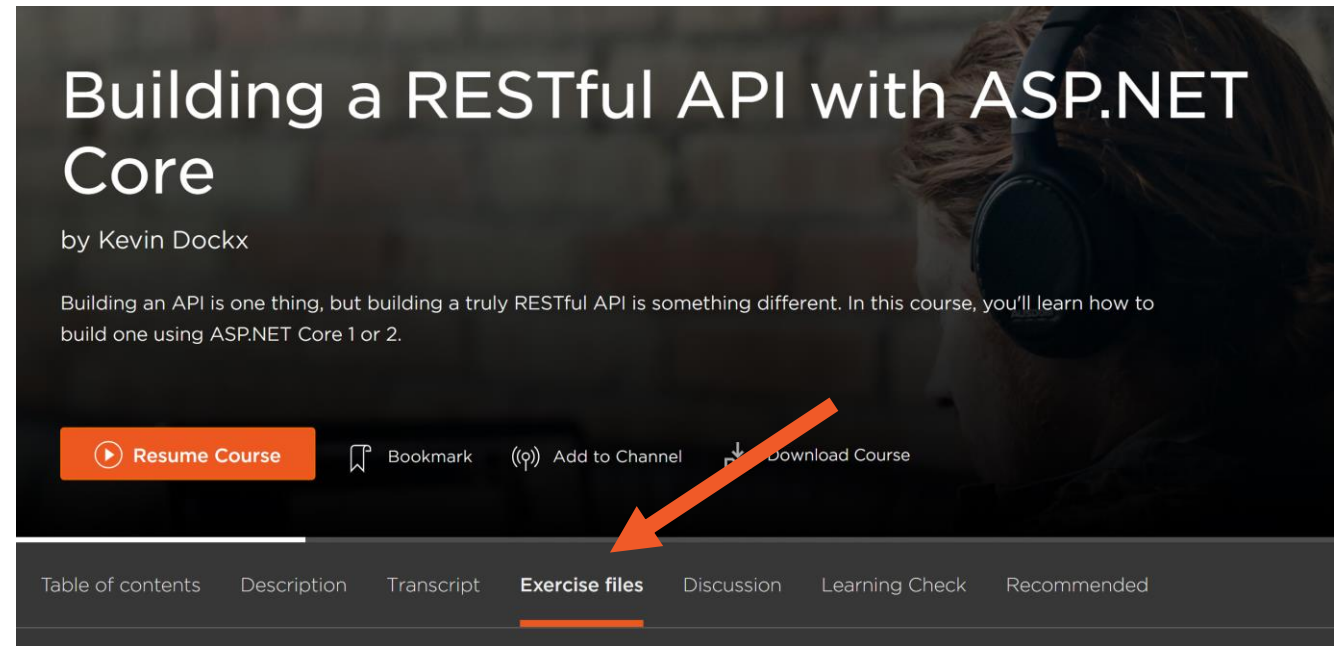 Building a RESTful API with ASP.NET
Core
by Kevin Dockx
Building an API is one thing, but building a truly RESTful API is something different. In this course, you'll learn how to
build one using ASP.NET Core 1 or 2.
Resume Course Bookmark Add to Channel Download Course
Table of contents Description Transcript Exercise files Discussion Learning Check Recommended